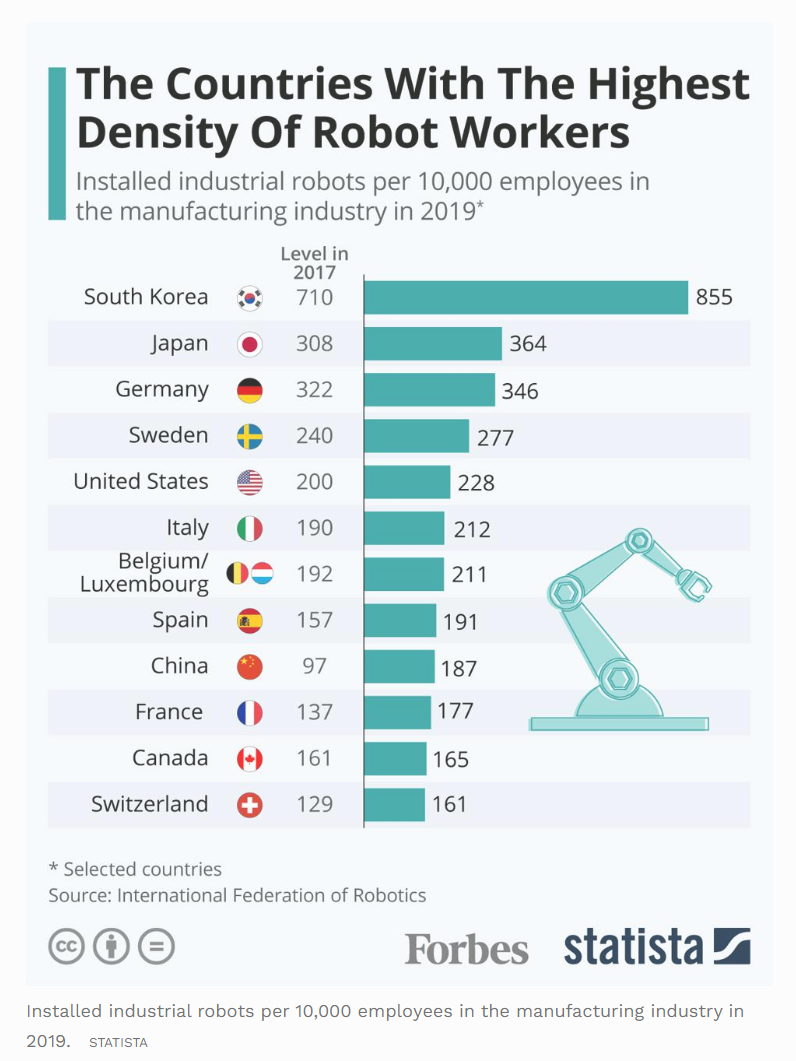 The Countries With The Highest
Density Of Robot Workers
Installed industrial robots per 10,000 employees in
the manufacturing industry in 2019*
Level in
2017
South Korea 710 855
Japan 308 364
Germany 322 346
Sweden 240 277
United States 200 228
Italy 190 212
Belgium/
Luxembourg 192 211
Spain 157 191
China 97 187
France 137 177
Canada 161 165
Switzerland 129 161
* Selected countries
Source: International Federation of Robotics
cc = Forbes statista
Installed industrial robots per 10,000 employees in the manufacturing industry in
2019. STATISTA